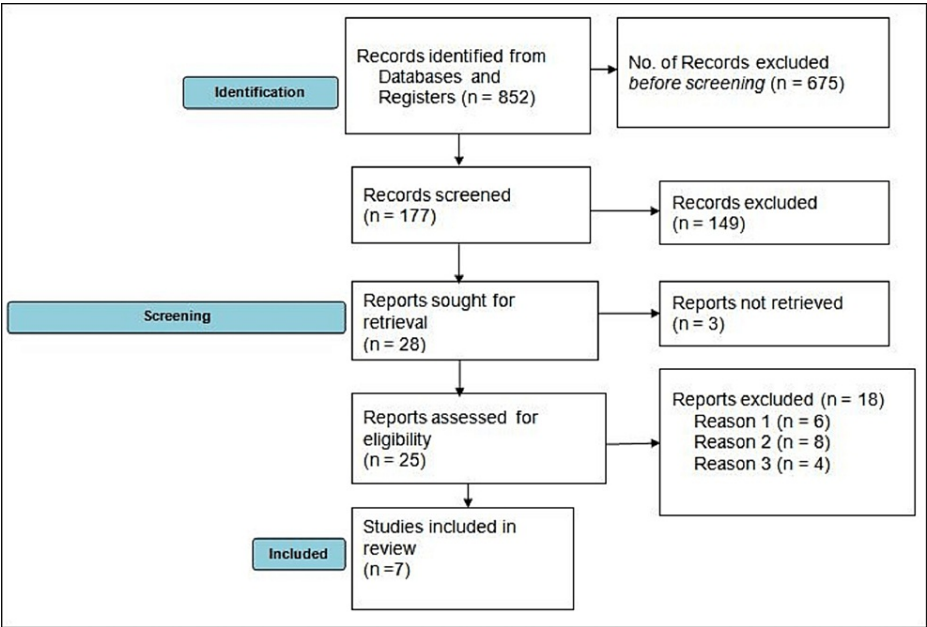 Identification
Records identified from
Databases and
Registers (n = 852)
No. of Records excluded
before screening (n = 675)
Records screened
(n = 177)
Records excluded
(n = 149)
Screening
Reports sought for
retrieval
(n = 28)
Reports not retrieved
(n = 3)
Reports assessed for
eligibility
(n = 25)
Reports excluded (n = 18)
Reason 1 (n = 6)
Reason 2 (n = 8)
Reason 3 (n = 4)
Included
Studies included in
review
(n =7)